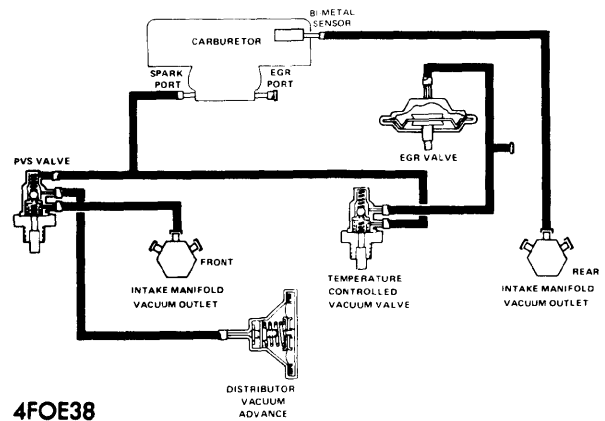 BI METAL
SENSOR
CARBURETOR
SPARK
PORT
EGR
PORT
EGR VALVE
PVS VALVE
FRONT
INTAKE MANIFOLD
VACUUM OUTLET
TEMPERATURE
CONTROLLED
VACUUM VALVE
REAR
INTAKE MANIFOLD
VACUUM OUTLET
DISTRIBUTOR
VACUUM
ADVANCE
4FOE38